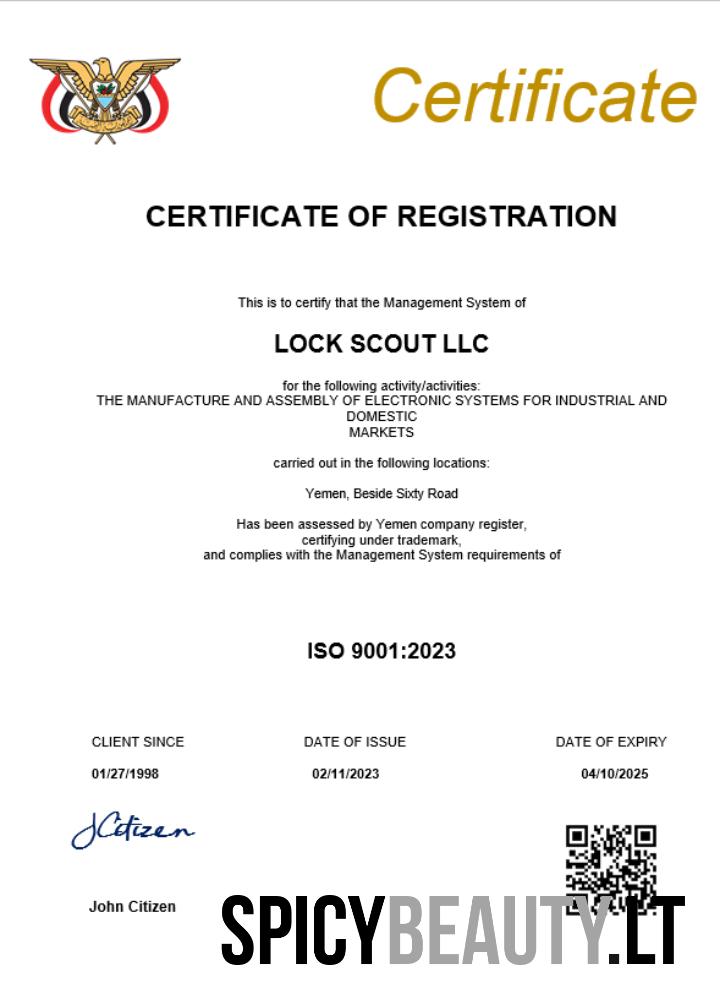 Certificate
CERTIFICATE OF REGISTRATION
This is to certify that the Management System of
LOCK SCOUT LLC
for the following activity/activities:
THE MANUFACTURE AND ASSEMBLY OF ELECTRONIC SYSTEMS FOR INDUSTRIAL AND
DOMESTIC
MARKETS
carried out in the following locations:
Yemen, Beside Sixty Road
Has been assessed by Yemen company register,
certifying under trademark,
and complies with the Management System requirements of
ISO 9001:2023
CLIENT SINCE DATE OF ISSUE DATE OF EXPIRY
01/27/1998 02/11/2023 04/10/2025
JCitizen
John Citizen
SPICYBEAUTY.LT